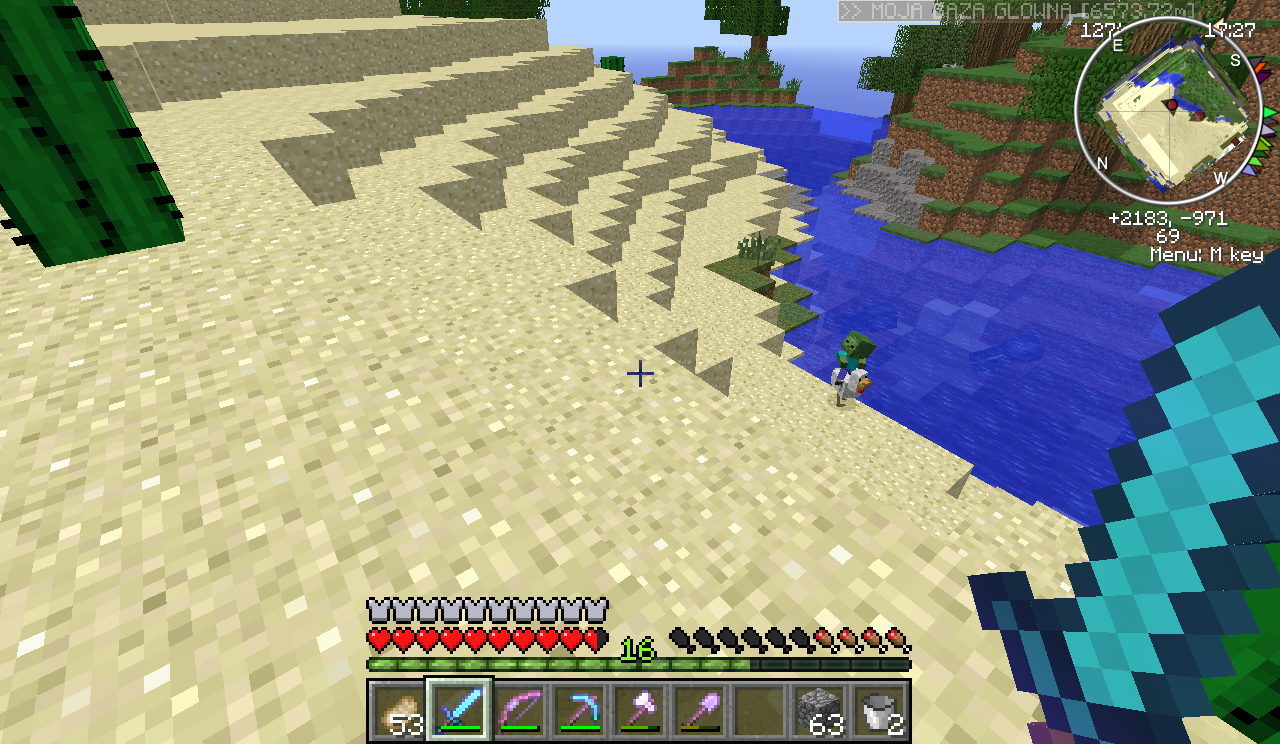 >> MOJA BAZA GLOWNA [6573.72m]
127° 17:27
E
S
N
W
+2183, -971
69
Menu: M key
16
53
63
2